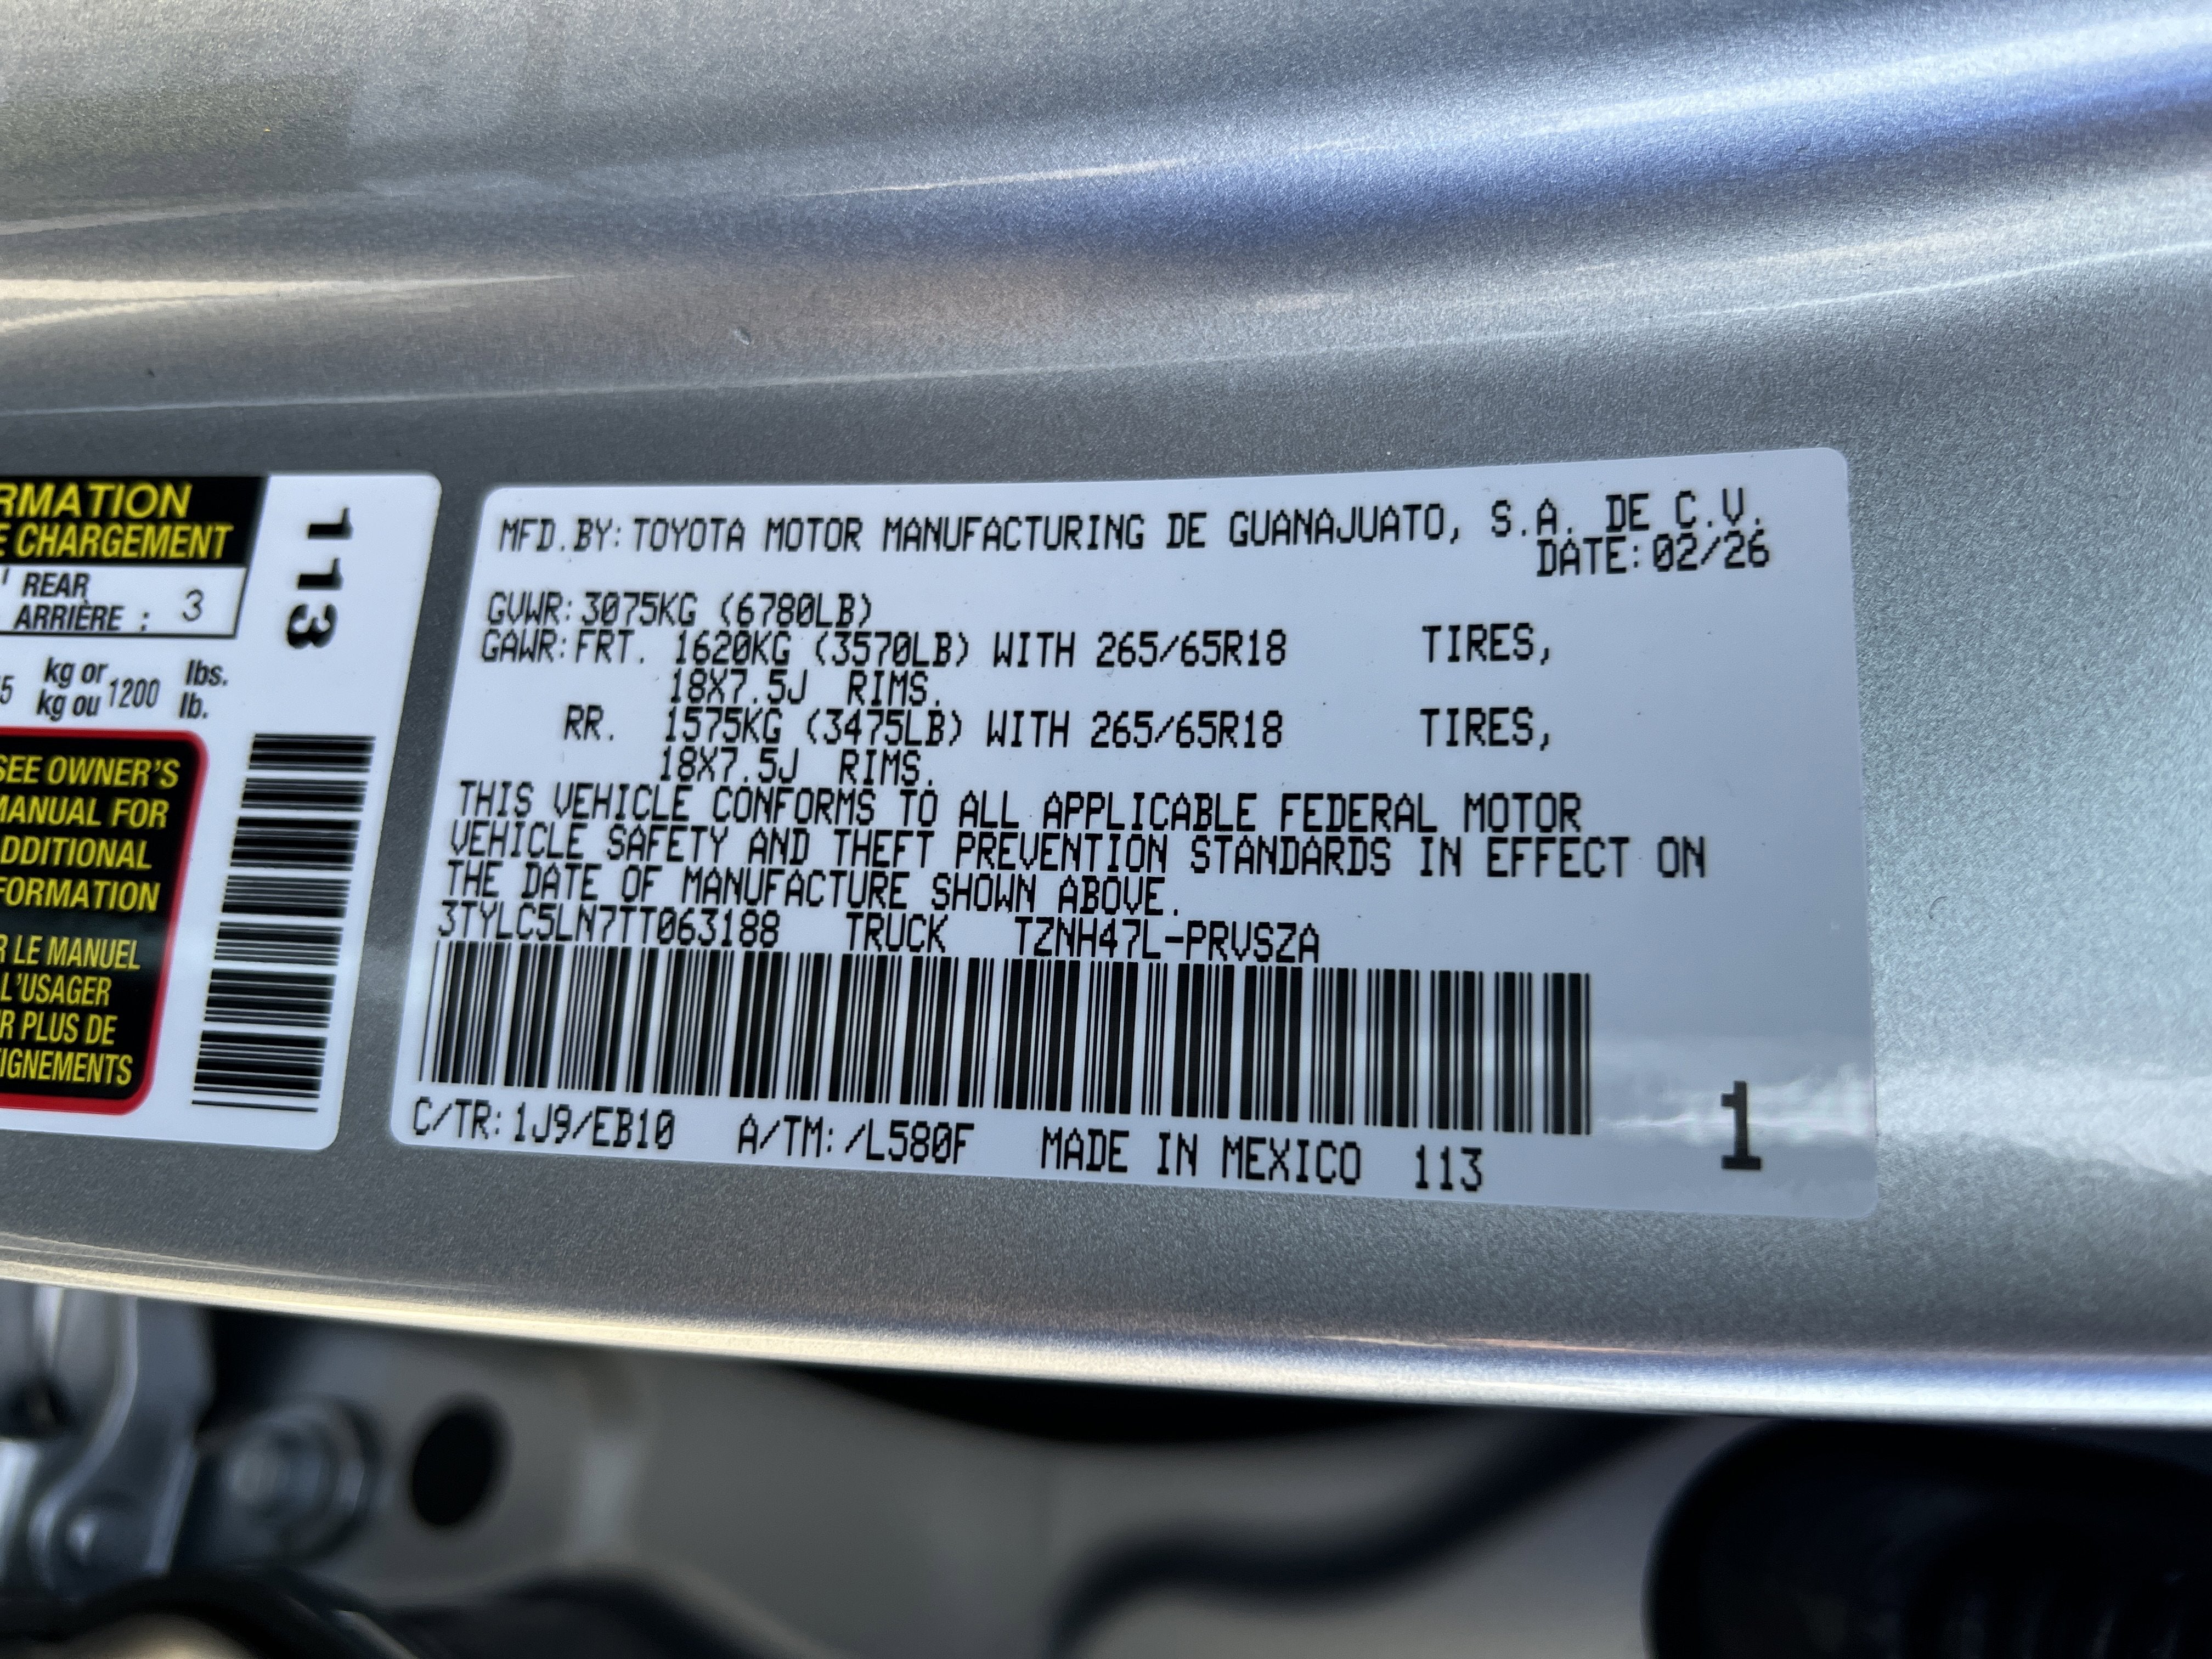 RMATION
E CHARGEMENT
REAR
ARRIÈRE : 3
kg or 1200 lbs.
kg ou lb.
SEE OWNER'S
MANUAL FOR
DDITIONAL
FORMATION
R LE MANUEL
L'USAGER
R PLUS DE
EIGNEMENTS
113
MFD.BY:TOYOTA MOTOR MANUFACTURING DE GUANAJUATO, S.A. DE C.V.
DATE:02/26
GVWR:3075KG (6780LB)
GAWR:FRT. 1620KG (3570LB) WITH 265/65R18 TIRES,
18X7.5J RIMS.
RR. 1575KG (3475LB) WITH 265/65R18 TIRES,
18X7.5J RIMS.
THIS VEHICLE CONFORMS TO ALL APPLICABLE FEDERAL MOTOR
VEHICLE SAFETY AND THEFT PREVENTION STANDARDS IN EFFECT ON
THE DATE OF MANUFACTURE SHOWN ABOVE.
3TYLC5LN7TT063188 TRUCK TZNH47L-PRVSZA
C/TR:1J9/EB10 A/TM:/L580F MADE IN MEXICO 113
1